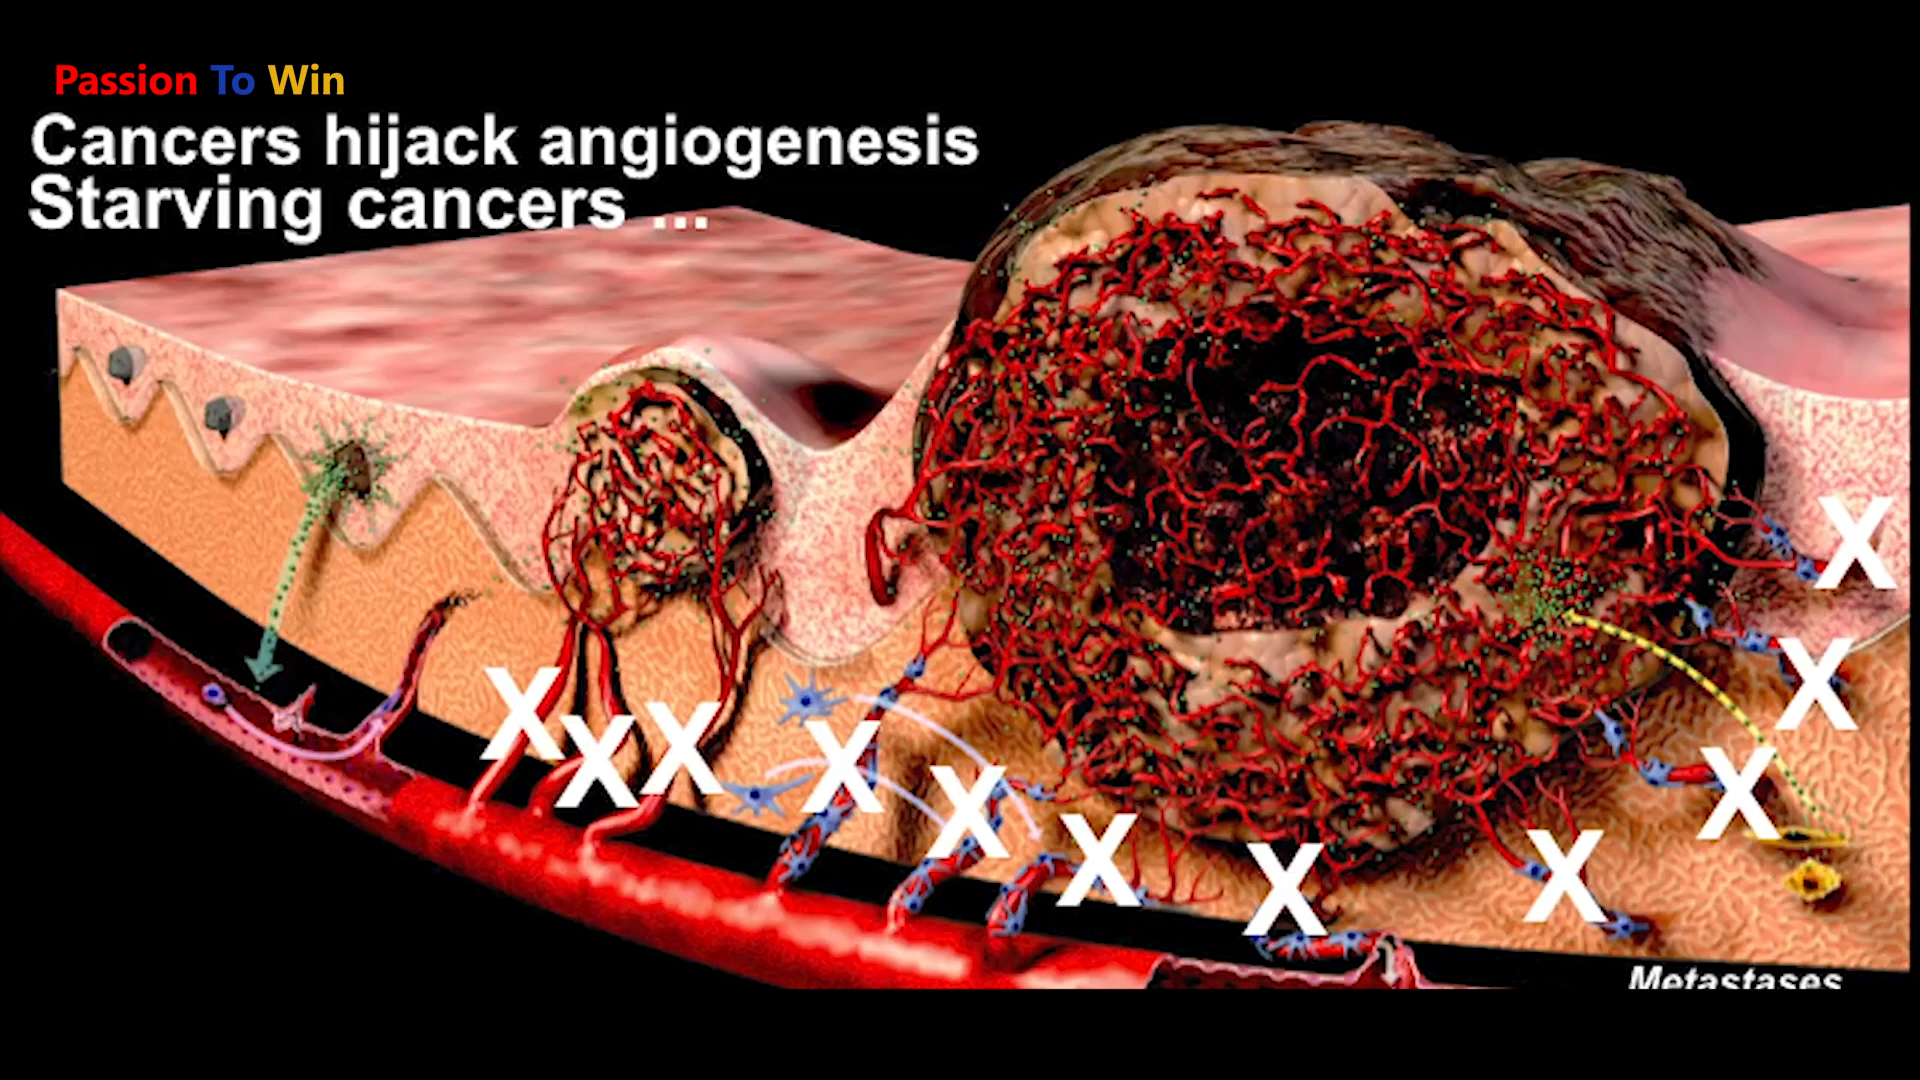 Passion To Win
Cancers hijack angiogenesis
Starving cancers ...
X
X
X
X
X
X
X
X
X
X
X
X
Metastases